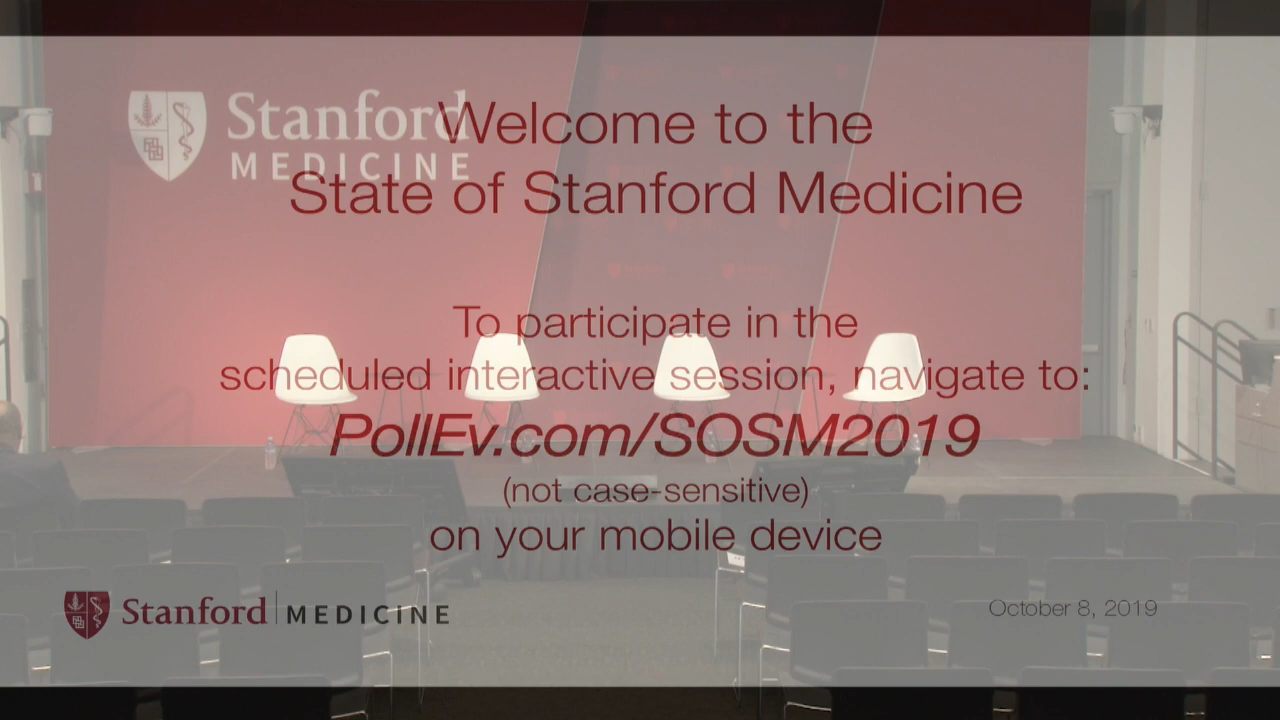 Stanford
MEDICINE
Welcome to the
State of Stanford Medicine
To participate in the
scheduled interactive session, navigate to:
PollEv.com/SOSM2019
(not case-sensitive)
on your mobile device
Stanford MEDICINE
October 8, 2019